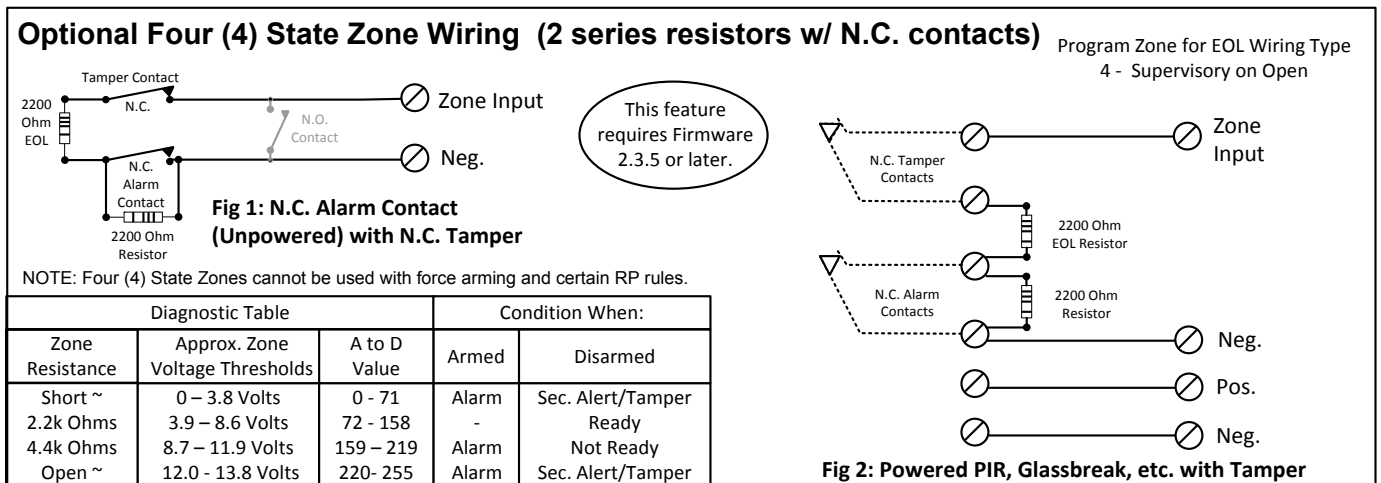 Optional Four (4) State Zone Wiring (2 series resistors w/ N.C. contacts)
Program Zone for EOL Wiring Type
4 - Supervisory on Open
Tamper Contact
N.C.
2200
Ohm
EOL
N.O.
Contact
Zone Input
Neg.
N.C.
Alarm
Contact
2200 Ohm
Resistor
Fig 1: N.C. Alarm Contact
(Unpowered) with N.C. Tamper
This feature
requires Firmware
2.3.5 or later.
NOTE: Four (4) State Zones cannot be used with force arming and certain RP rules.
Diagnostic Table Condition When:
Zone Resistance Approx. Zone Voltage Thresholds A to D Value Armed Disarmed
Short ~ 0 – 3.8 Volts 0 - 71 Alarm Sec. Alert/Tamper
2.2k Ohms 3.9 – 8.6 Volts 72 - 158 - Ready
4.4k Ohms 8.7 – 11.9 Volts 159 – 219 Alarm Not Ready
Open ~ 12.0 - 13.8 Volts 220- 255 Alarm Sec. Alert/Tamper
Zone
Input
N.C. Tamper
Contacts
2200 Ohm
EOL Resistor
N.C. Alarm
Contacts
2200 Ohm
Resistor
Neg.
Pos.
Neg.
Fig 2: Powered PIR, Glassbreak, etc. with Tamper